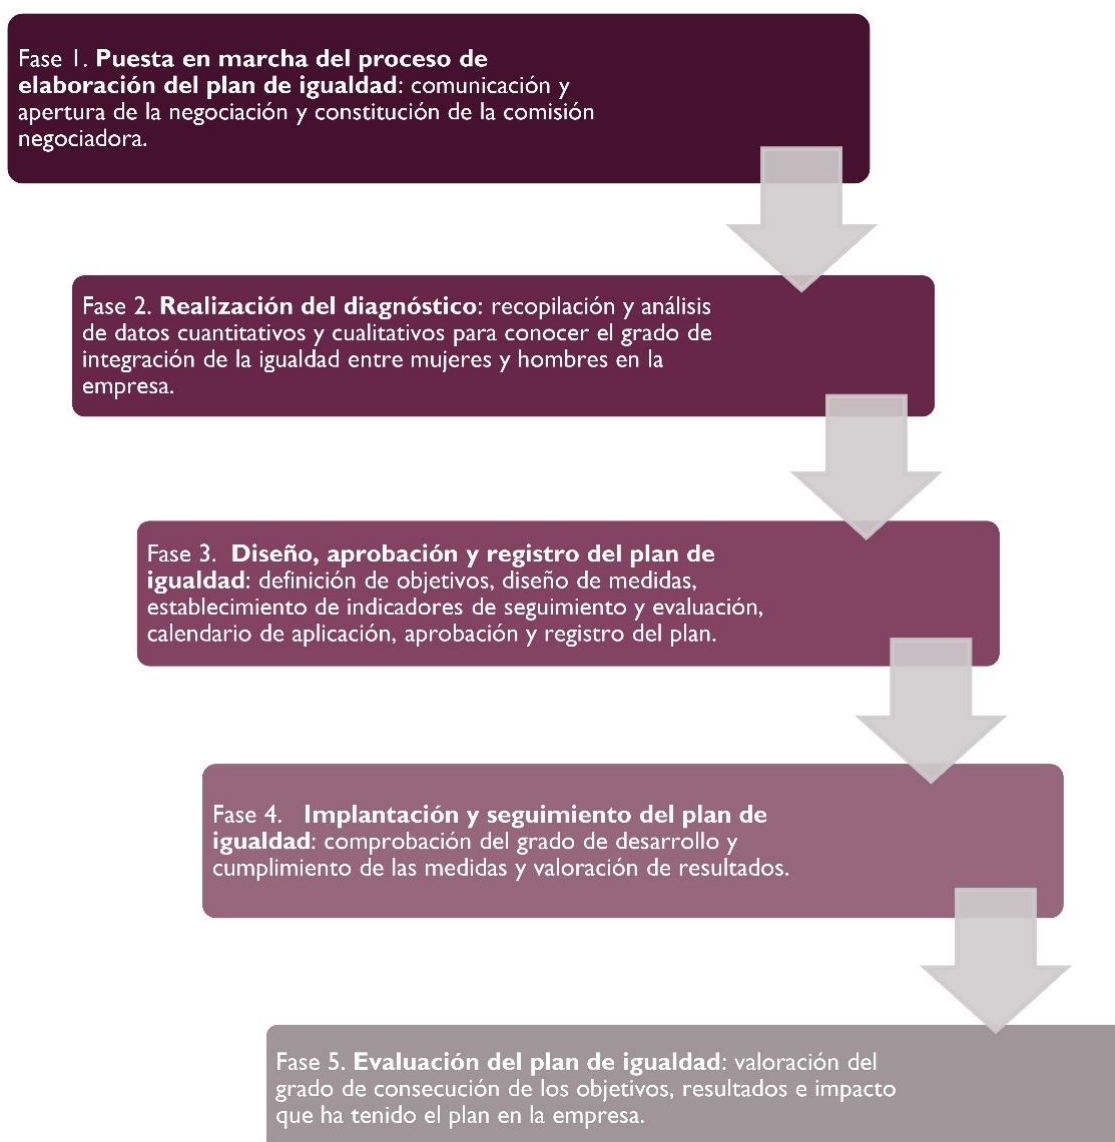 Fase 1. Puesta en marcha del proceso de
elaboración del plan de igualdad: comunicación y
apertura de la negociación y constitución de la comisión
negociadora.
Fase 2. Realización del diagnóstico: recopilación y análisis
de datos cuantitativos y cualitativos para conocer el grado de
integración de la igualdad entre mujeres y hombres en la
empresa.
Fase 3. Diseño, aprobación y registro del plan de
igualdad: definición de objetivos, diseño de medidas,
establecimiento de indicadores de seguimiento y evaluación,
calendario de aplicación, aprobación y registro del plan.
Fase 4. Implantación y seguimiento del plan de
igualdad: comprobación del grado de desarrollo y
cumplimiento de las medidas y valoración de resultados.
Fase 5. Evaluación del plan de igualdad: valoración del
grado de consecución de los objetivos, resultados e impacto
que ha tenido el plan en la empresa.